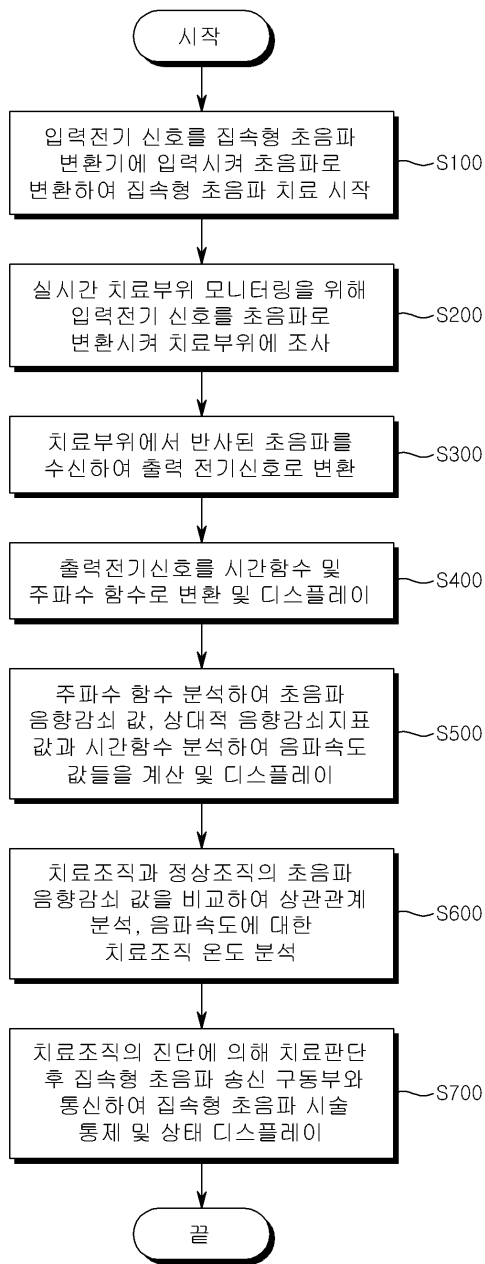 시작
입력전기 신호를 집속형 초음파
변환기에 입력시켜 초음파로
변환하여 집속형 초음파 치료 시작
S100
실시간 치료부위 모니터링을 위해
입력전기 신호를 초음파로
변환시켜 치료부위에 조사
S200
치료부위에서 반사된 초음파를
수신하여 출력 전기신호로 변환
S300
출력전기신호를 시간함수 및
주파수 함수로 변환 및 디스플레이
S400
주파수 함수 분석하여 초음파
음향감쇠 값, 상대적 음향감쇠지표
값과 시간함수 분석하여 음파속도
값들을 계산 및 디스플레이
S500
치료조직과 정상조직의 초음파
음향감쇠 값을 비교하여 상관관계
분석, 음파속도에 대한
치료조직 온도 분석
S600
치료조직의 진단에 의해 치료판단
후 집속형 초음파 송신 구동부와
통신하여 집속형 초음파 시술
통제 및 상태 디스플레이
S700
끝